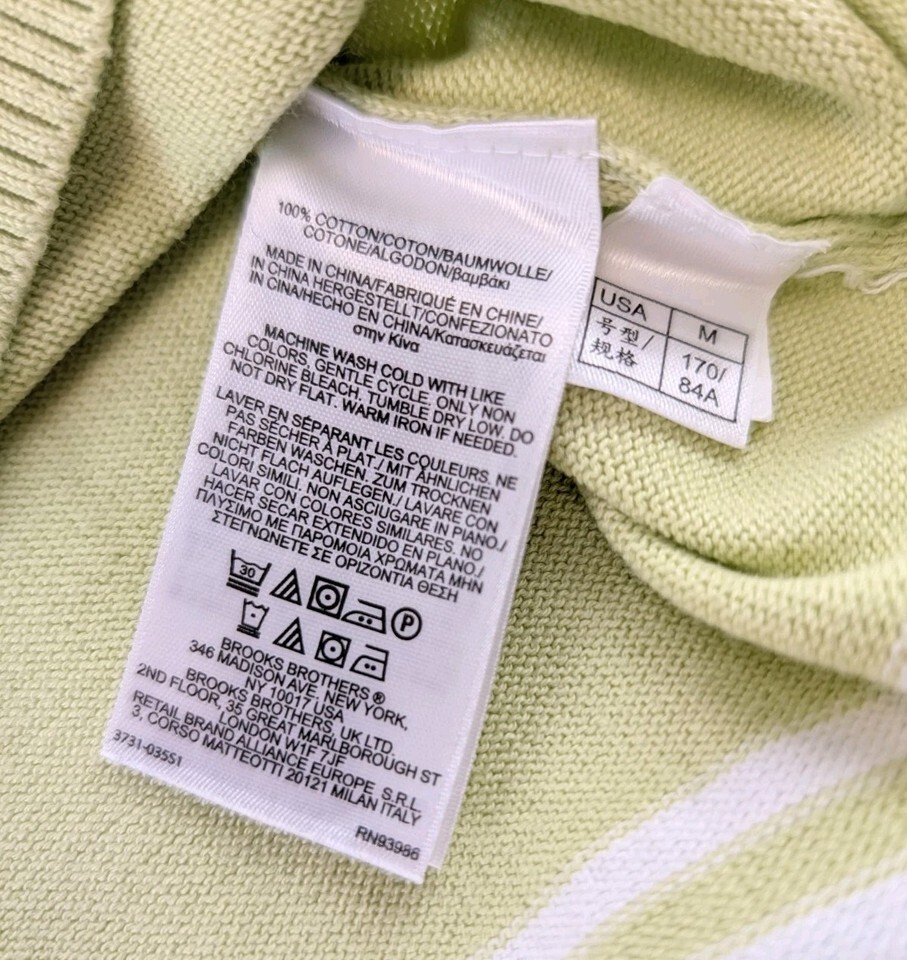 100% COTTON/COTON/BAUMWOLLE/
COTONE/ALGODON/βαμβάκι
MADE IN CHINA/FABRIQUÉ EN CHINE/
IN CHINA HERGESTELLT/CONFEZIONATO
IN CINA/HECHO EN CHINA/Κατασκευάζεται
στην Κίνα
MACHINE WASH COLD WITH LIKE
COLORS, GENTLE CYCLE. ONLY NON
CHLORINE BLEACH. TUMBLE DRY LOW. DO
NOT DRY FLAT. WARM IRON IF NEEDED.
LAVER EN SÉPARANT LES COULEURS. NE
PAS SÉCHER À PLAT./ MIT ÄHNLICHEN
FARBEN WASCHEN. ZUM TROCKNEN
NICHT FLACH AUFLEGEN./ LAVARE CON
COLORI SIMILI. NON ASCIUGARE IN PIANO./
LAVAR CON COLORES SIMILARES. NO
HACER SECAR EXTENDIDO EN PLANO./
ΠΛΥΣΙΜΟ ΜΕ ΠΑΡΟΜΟΙΑ ΧΡΩΜΑΤΑ ΜΗΝ
ΣΤΕΓΝΩΝΕΤΕ ΣΕ ΟΡΙΖΟΝΤΙΑ ΘΕΣΗ
30 P
BROOKS BROTHERS ®
346 MADISON AVE, NEW YORK,
NY 10017 USA
BROOKS BROTHERS, UK LTD.
2ND FLOOR, 35 GREAT MARLBOROUGH ST
LONDON W1F 7JF
RETAIL BRAND ALLIANCE EUROPE, S.R.L.
3, CORSO MATTEOTTI 20121 MILAN ITALY
3731-03551
RN93986
USA M
号型/ 170/
规格 84A